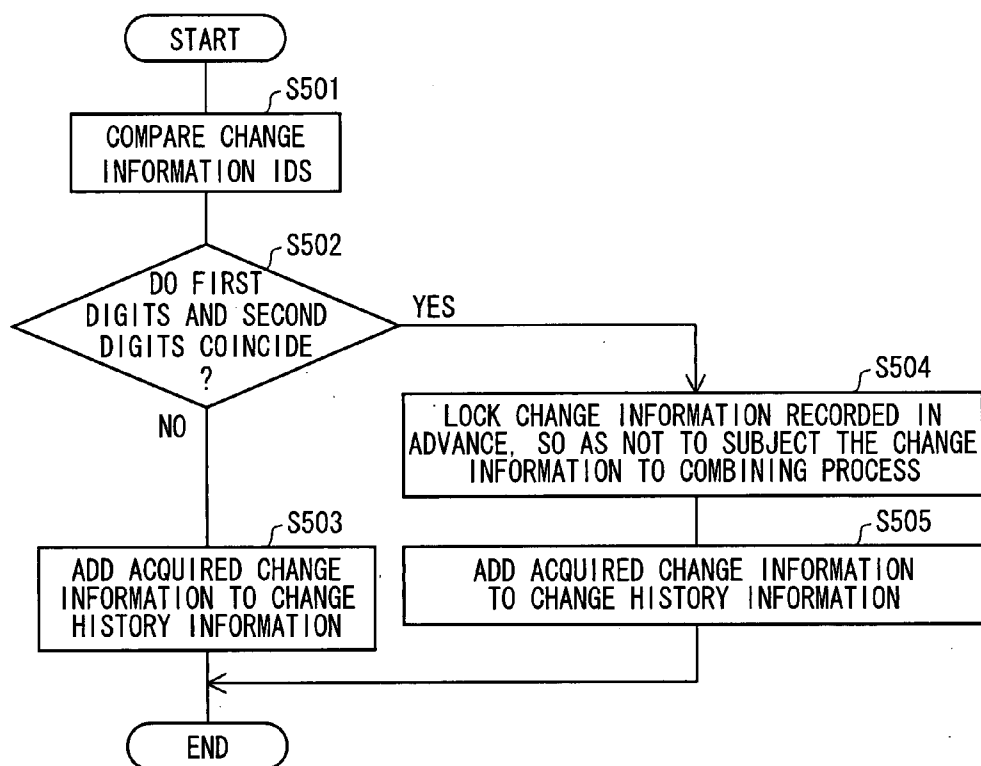 START
S501
COMPARE CHANGE
INFORMATION IDS
S502
DO FIRST
DIGITS AND SECOND
DIGITS COINCIDE
?
YES
NO
S504
LOCK CHANGE INFORMATION RECORDED IN
ADVANCE, SO AS NOT TO SUBJECT THE CHANGE
INFORMATION TO COMBINING PROCESS
S503
ADD ACQUIRED CHANGE
INFORMATION TO CHANGE
HISTORY INFORMATION
S505
ADD ACQUIRED CHANGE INFORMATION
TO CHANGE HISTORY INFORMATION
END